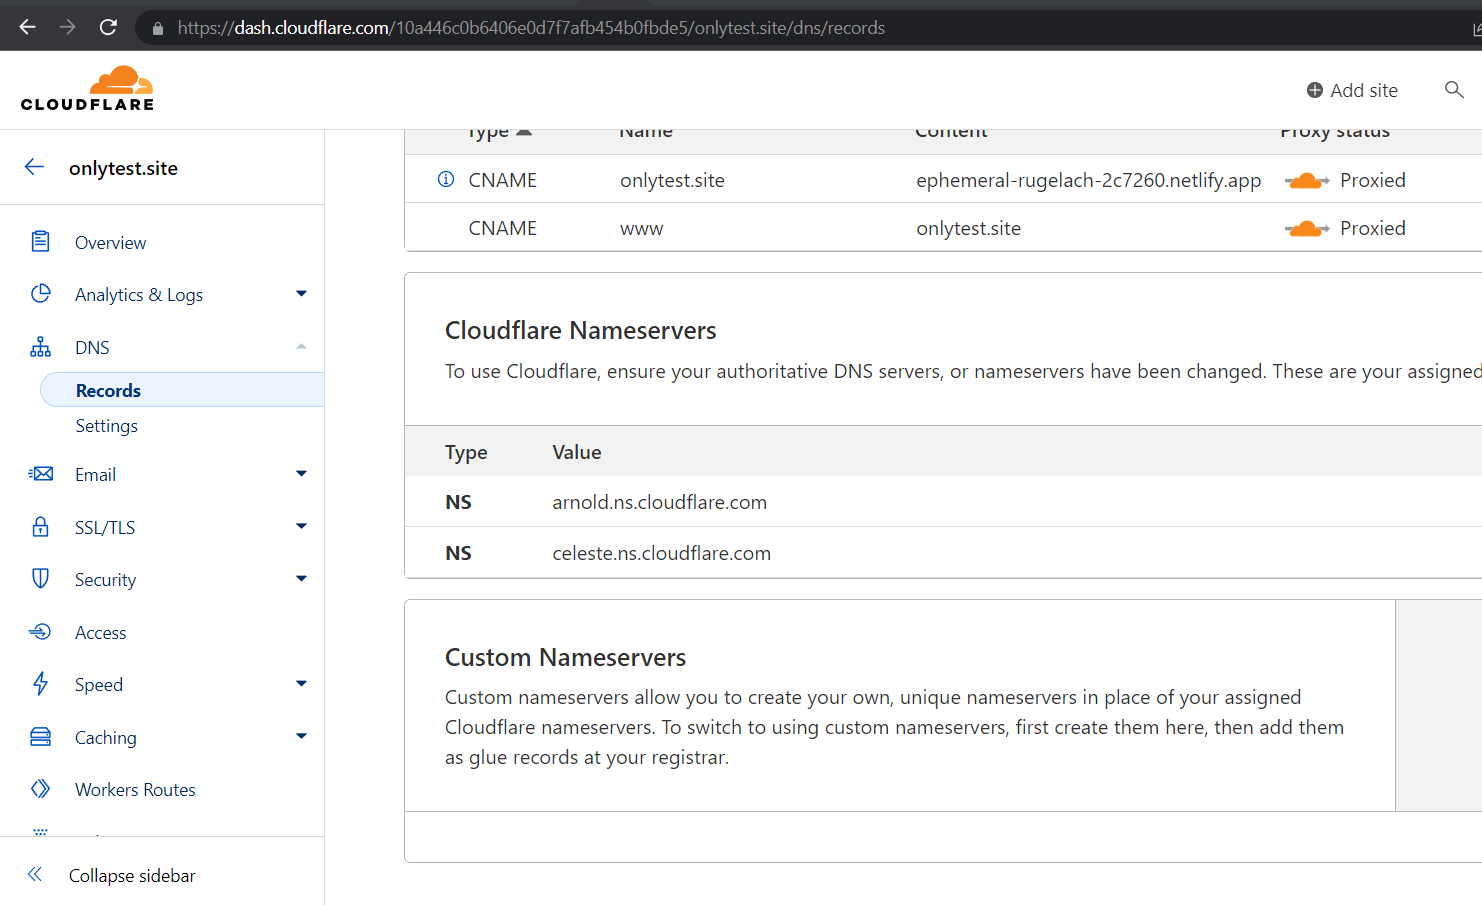 https://dash.cloudflare.com/10a446c0b6406e0d7f7afb454b0fbde5/onlytest.site/dns/records
CLOUDFLARE
Add site
onlytest.site
Overview
Analytics & Logs
DNS
Records
Settings
Email
SSL/TLS
Security
Access
Speed
Caching
Workers Routes
Collapse sidebar
Type Name Content Proxy status
CNAME onlytest.site ephemeral-rugelach-2c7260.netlify.app Proxied
CNAME www onlytest.site Proxied
Cloudflare Nameservers
To use Cloudflare, ensure your authoritative DNS servers, or nameservers have been changed. These are your assigned
Type Value
NS arnold.ns.cloudflare.com
NS celeste.ns.cloudflare.com
Custom Nameservers
Custom nameservers allow you to create your own, unique nameservers in place of your assigned
Cloudflare nameservers. To switch to using custom nameservers, first create them here, then add them
as glue records at your registrar.